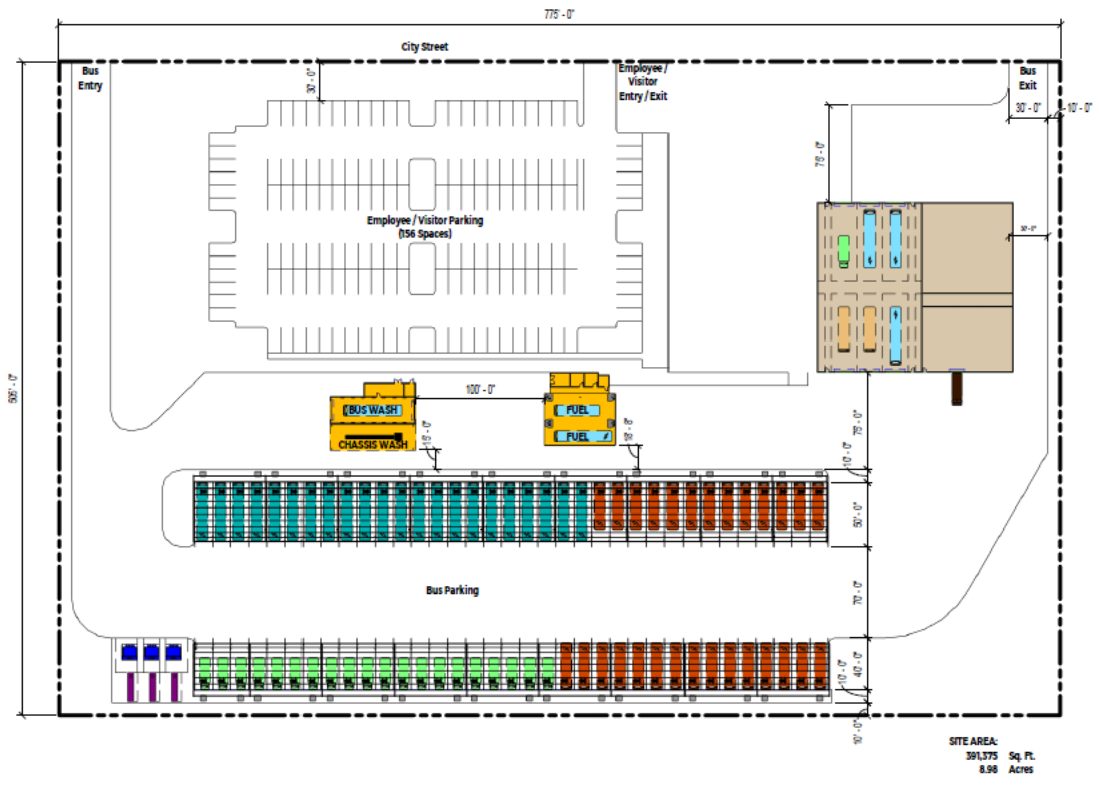 775' - 0"
City Street
Bus
Entry
30' - 0"
Employee /
Visitor
Entry / Exit
Bus
Exit
30' - 0"
10' - 0"
75' - 0"
Employee / Visitor Parking
(156 Spaces)
505' - 0"
100' - 0"
BUS WASH
CHASSIS WASH
15' - 0"
FUEL
FUEL
75' - 0"
10' - 0"
50' - 0"
Bus Parking
70' - 0"
40' - 0"
10' - 0"
10' - 0"
SITE AREA:
391,375 Sq. Ft.
8.98 Acres